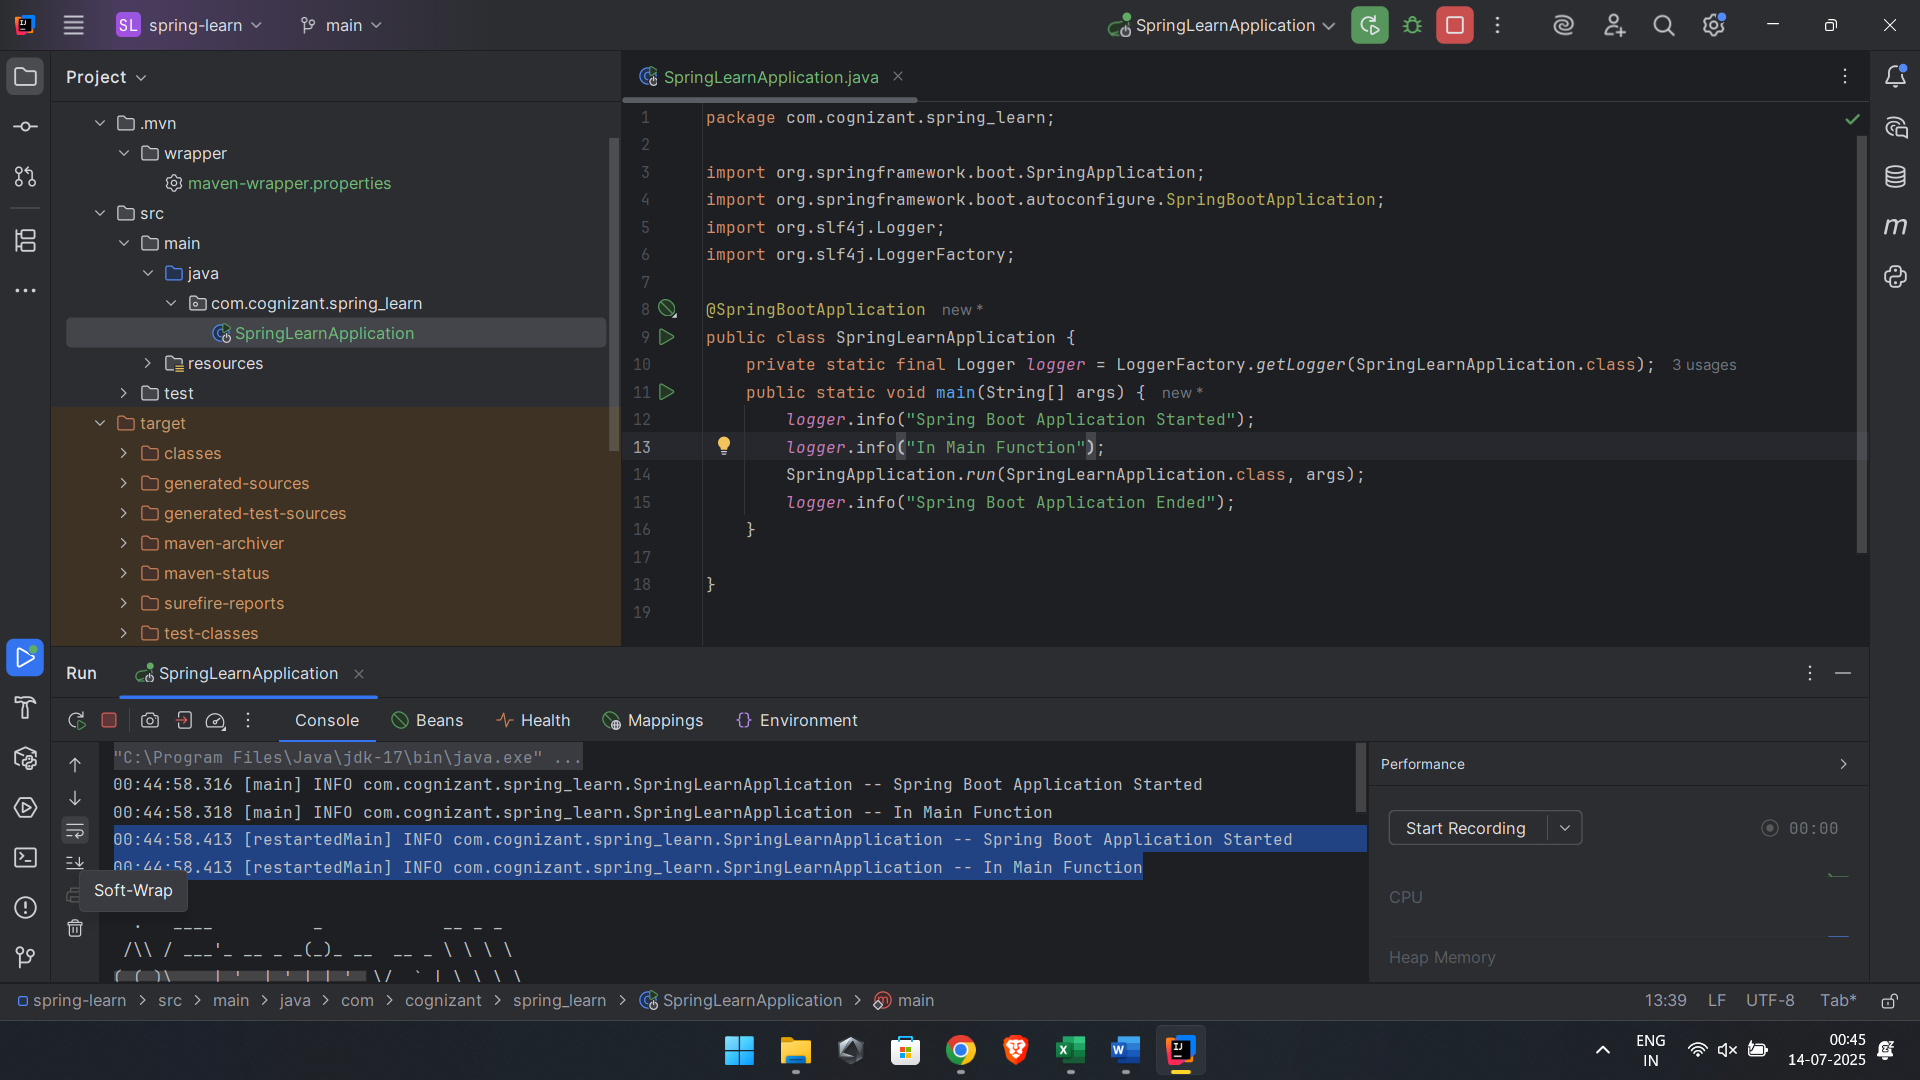 SL spring-learn main SpringLearnApplication
Project
SpringLearnApplication.java
.mvn
wrapper
maven-wrapper.properties
src
main
java
com.cognizant.spring_learn
SpringLearnApplication
resources
test
target
classes
generated-sources
generated-test-sources
maven-archiver
maven-status
surefire-reports
test-classes
1 package com.cognizant.spring_learn;
2
3 import org.springframework.boot.SpringApplication;
4 import org.springframework.boot.autoconfigure.SpringBootApplication;
5 import org.slf4j.Logger;
6 import org.slf4j.LoggerFactory;
7
8 @SpringBootApplication new *
9 public class SpringLearnApplication {
10 private static final Logger logger = LoggerFactory.getLogger(SpringLearnApplication.class); 3 usages
11 public static void main(String[] args) { new *
12 logger.info("Spring Boot Application Started");
13 logger.info("In Main Function");
14 SpringApplication.run(SpringLearnApplication.class, args);
15 logger.info("Spring Boot Application Ended");
16 }
17
18 }
19
Run SpringLearnApplication
Console Beans Health Mappings Environment
"C:\Program Files\Java\jdk-17\bin\java.exe" ...
00:44:58.316 [main] INFO com.cognizant.spring_learn.SpringLearnApplication -- Spring Boot Application Started
00:44:58.318 [main] INFO com.cognizant.spring_learn.SpringLearnApplication -- In Main Function
00:44:58.413 [restartedMain] INFO com.cognizant.spring_learn.SpringLearnApplication -- Spring Boot Application Started
00:44:58.413 [restartedMain] INFO com.cognizant.spring_learn.SpringLearnApplication -- In Main Function
Soft-Wrap
Performance
Start Recording 00:00
CPU
Heap Memory
spring-learn > src > main > java > com > cognizant > spring_learn > SpringLearnApplication > main
13:39 LF UTF-8 Tab*
ENG
IN
00:45
14-07-2025